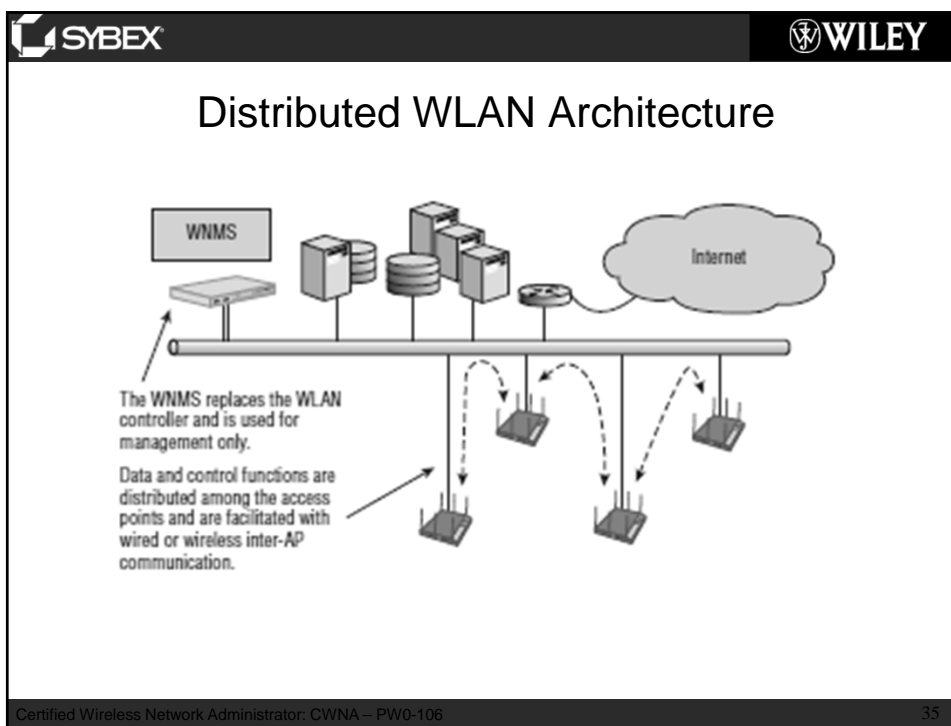 SYBEX
WILEY
Distributed WLAN Architecture
WNMS
Internet
The WNMS replaces the WLAN
controller and is used for
management only.
Data and control functions are
distributed among the access
points and are facilitated with
wired or wireless inter-AP
communication.
Certified Wireless Network Administrator: CWNA – PW0-106
35